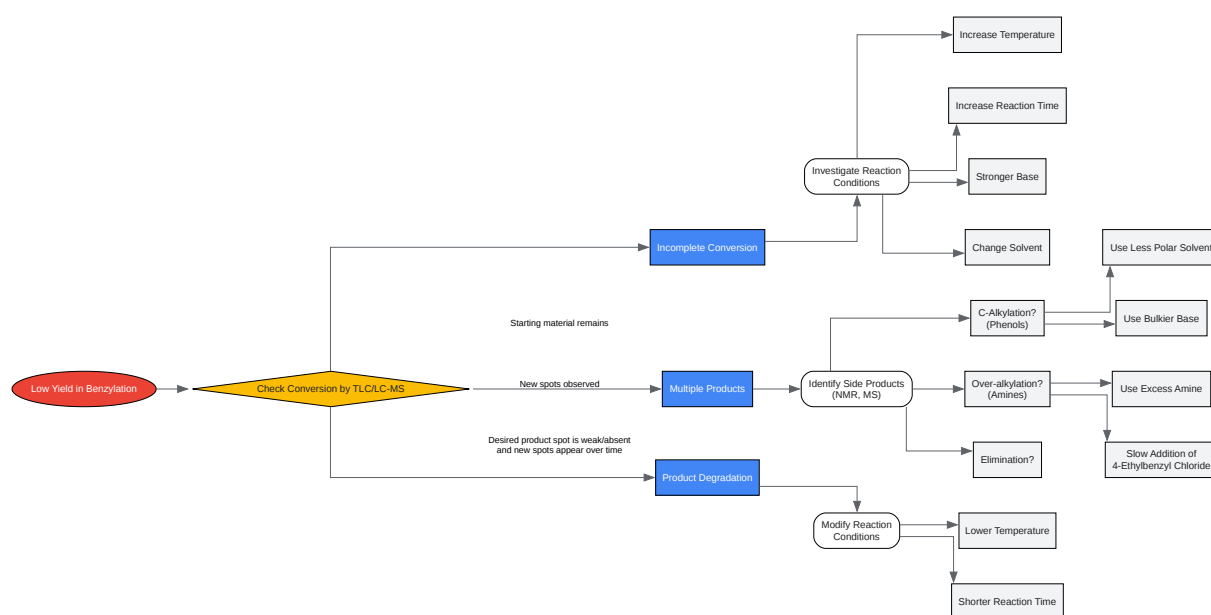 Increase Temperature
Increase Reaction Time
Investigate Reaction
Conditions
Stronger Base
Incomplete Conversion
Change Solvent
Use Less Polar Solvent
C-Alkylation?
(Phenols)
Use Bulkier Base
Starting material remains
Low Yield in Benzylation
Check Conversion by TLC/LC-MS
New spots observed
Multiple Products
Identify Side Products
(NMR, MS)
Over-alkylation?
(Amines)
Use Excess Amine
Desired product spot is weak/absent
and new spots appear over time
Elimination?
Slow Addition of
4-Ethylbenzyl Chloride
Product Degradation
Modify Reaction
Conditions
Lower Temperature
Shorter Reaction Time